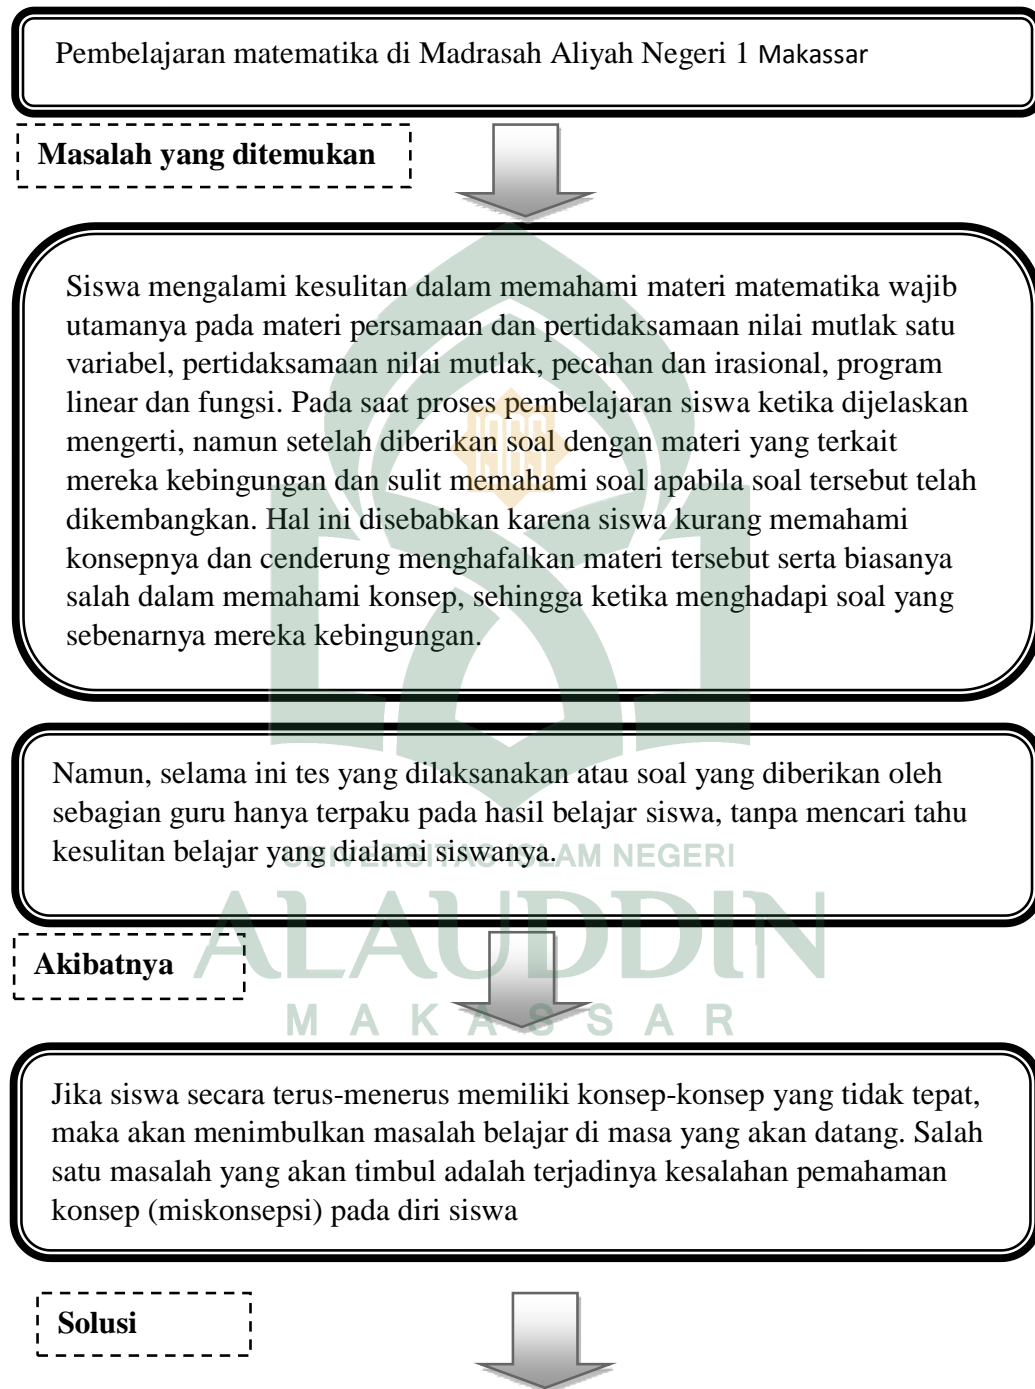 Pembelajaran matematika di Madrasah Aliyah Negeri 1 Makassar
Masalah yang ditemukan
Siswa mengalami kesulitan dalam memahami materi matematika wajib
utamanya pada materi persamaan dan pertidaksamaan nilai mutlak satu
variabel, pertidaksamaan nilai mutlak, pecahan dan irasional, program
linear dan fungsi. Pada saat proses pembelajaran siswa ketika dijelaskan
mengerti, namun setelah diberikan soal dengan materi yang terkait
mereka kebingungan dan sulit memahami soal apabila soal tersebut telah
dikembangkan. Hal ini disebabkan karena siswa kurang memahami
konsepnya dan cenderung menghafalkan materi tersebut serta biasanya
salah dalam memahami konsep, sehingga ketika menghadapi soal yang
sebenarnya mereka kebingungan.
Namun, selama ini tes yang dilaksanakan atau soal yang diberikan oleh
sebagian guru hanya terpaku pada hasil belajar siswa, tanpa mencari tahu
kesulitan belajar yang dialami siswanya.
UNIVERSITAS ISLAM NEGERI
ALAUDDIN
MAKASSAR
Akibatnya
Jika siswa secara terus-menerus memiliki konsep-konsep yang tidak tepat,
maka akan menimbulkan masalah belajar di masa yang akan datang. Salah
satu masalah yang akan timbul adalah terjadinya kesalahan pemahaman
konsep (miskonsepsi) pada diri siswa
Solusi